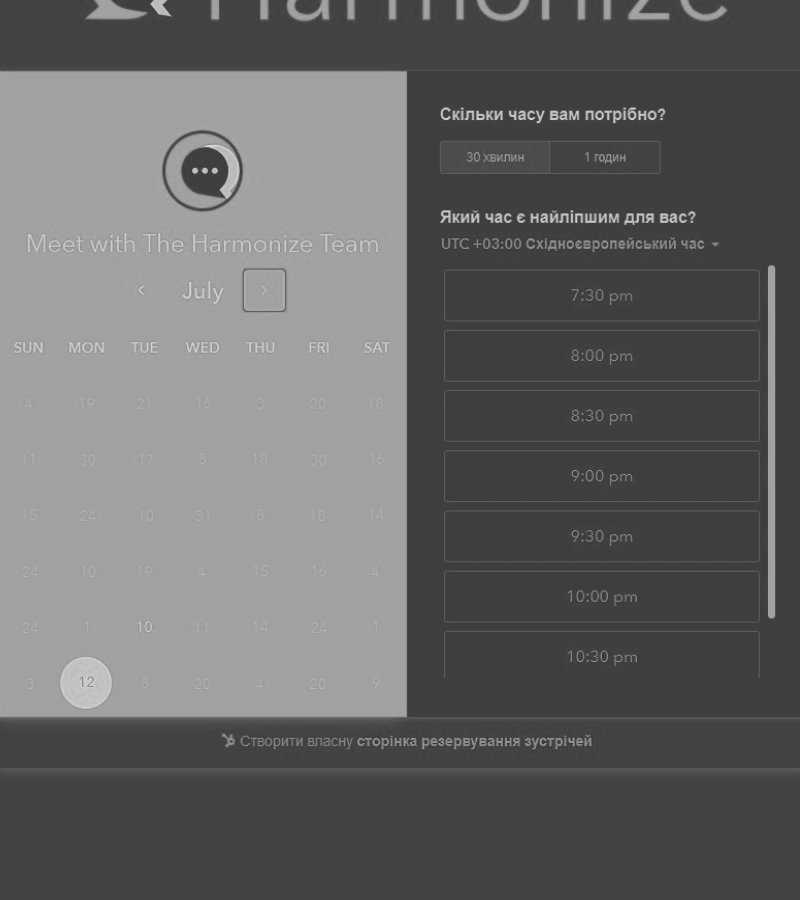 Harmonize
Meet with The Harmonize Team
July
SUN MON TUE WED THU FRI SAT
4 19 21 16 3 20 18
11 30 17 8 18 30 16
15 24 10 31 8 18 14
24 10 19 4 15 16 4
24 1 10 11 14 24 1
3 12 8 20 4 20 9
Скільки часу вам потрібно?
30 хвилин 1 годин
Який час є найліпшим для вас?
UTC +03:00 Східноєвропейський час
7:30 pm
8:00 pm
8:30 pm
9:00 pm
9:30 pm
10:00 pm
10:30 pm
Створити власну сторінка резервування зустрічей